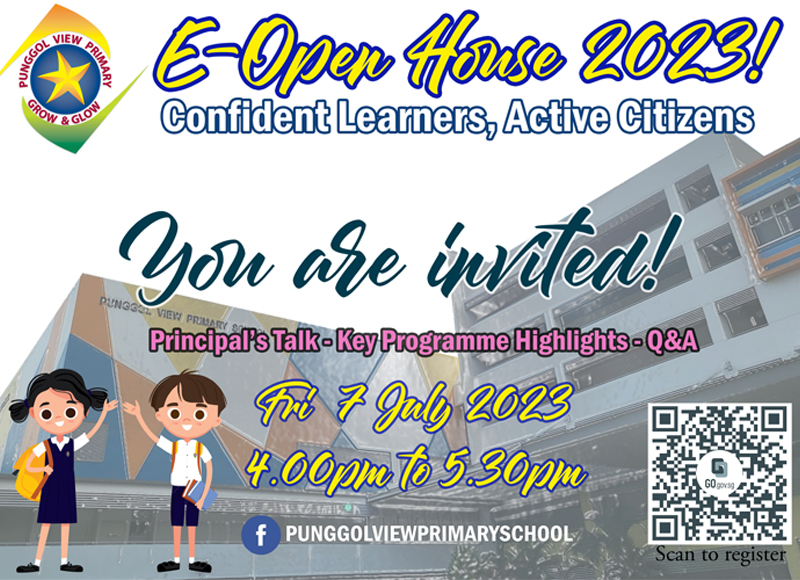 PUNGGOL VIEW PRIMARY
GROW & GLOW
E-Open House 2023!
Confident Learners, Active Citizens
You are invited!
PUNGGOL VIEW PRIMARY SCHOOL
Principal's Talk - Key Programme Highlights - Q&A
Fri 7 July 2023
4.00pm to 5.30pm
GO.gov.sg
f PUNGGOLVIEWPRIMARYSCHOOL
Scan to register